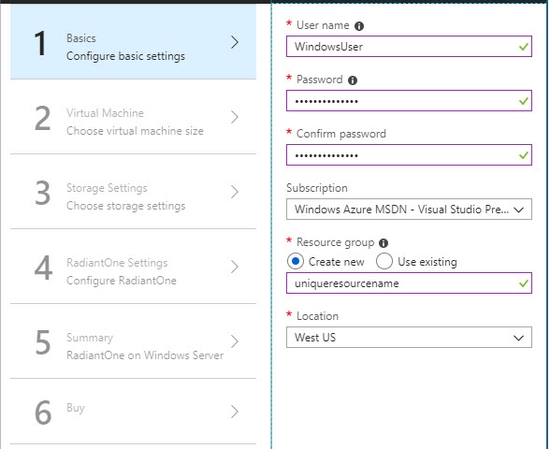 1
Basics
Configure basic settings
2
Virtual Machine
Choose virtual machine size
3
Storage Settings
Choose storage settings
4
RadiantOne Settings
Configure RadiantOne
5
Summary
RadiantOne on Windows Server
6
Buy
* User name
WindowsUser
* Password
••••••••••••••
* Confirm password
••••••••••••••
Subscription
Windows Azure MSDN - Visual Studio Pre...
* Resource group
Create new Use existing
uniqueresourcename
* Location
West US